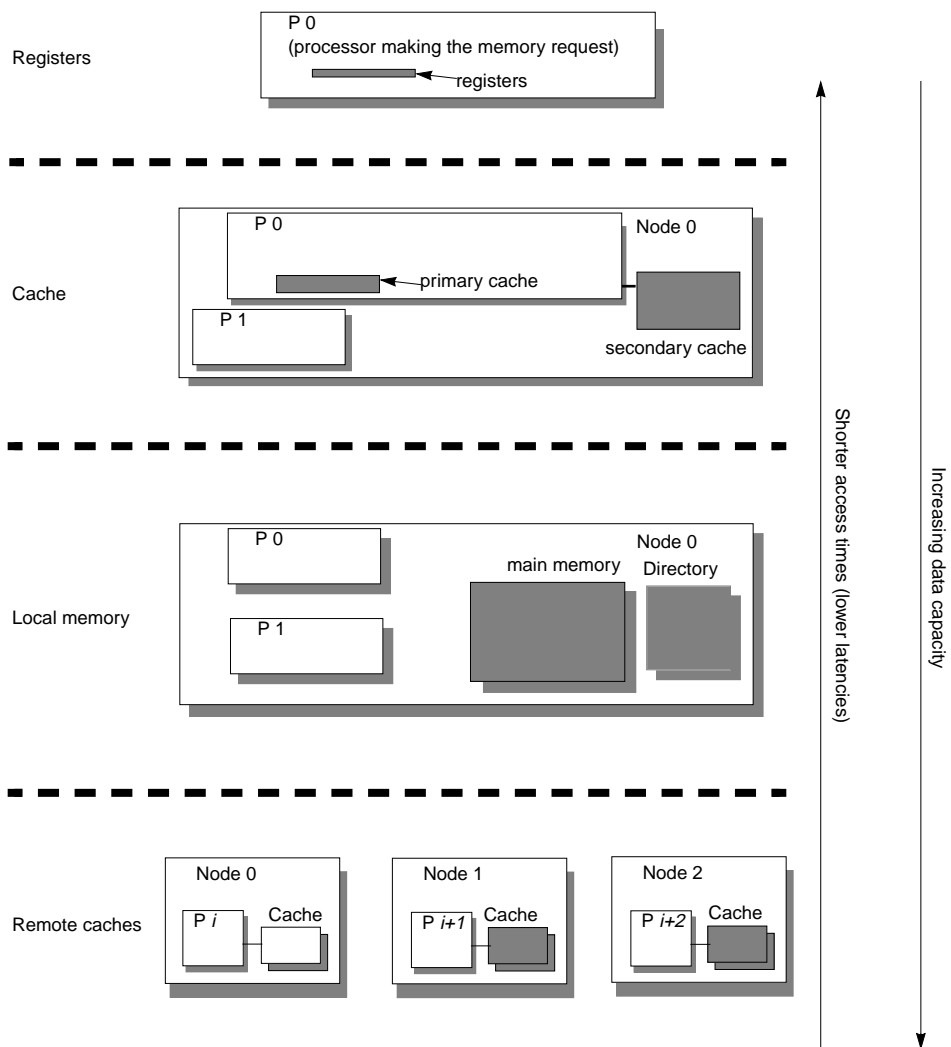 P 0
(processor making the memory request)
Registers
registers
P 0
Node 0
Cache
primary cache
P 1
secondary cache
P 0
Node 0
main memory
Directory
Local memory
P 1
Node 0
Node 1
Node 2
Remote caches
P i
Cache
P i+1
Cache
P i+2
Cache
Shorter access times (lower latencies)
Increasing data capacity